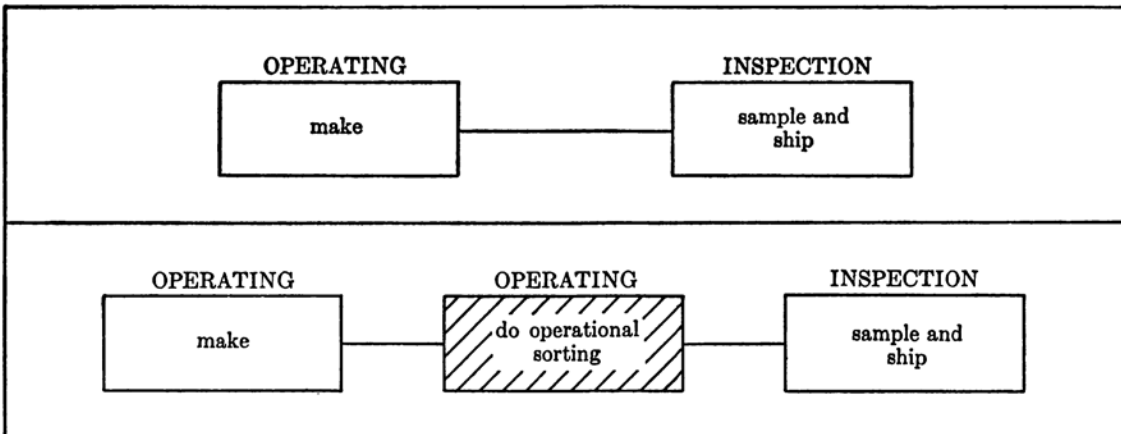 OPERATING
INSPECTION
make
sample and
ship
OPERATING
OPERATING
INSPECTION
make
do operational
sorting
sample and
ship